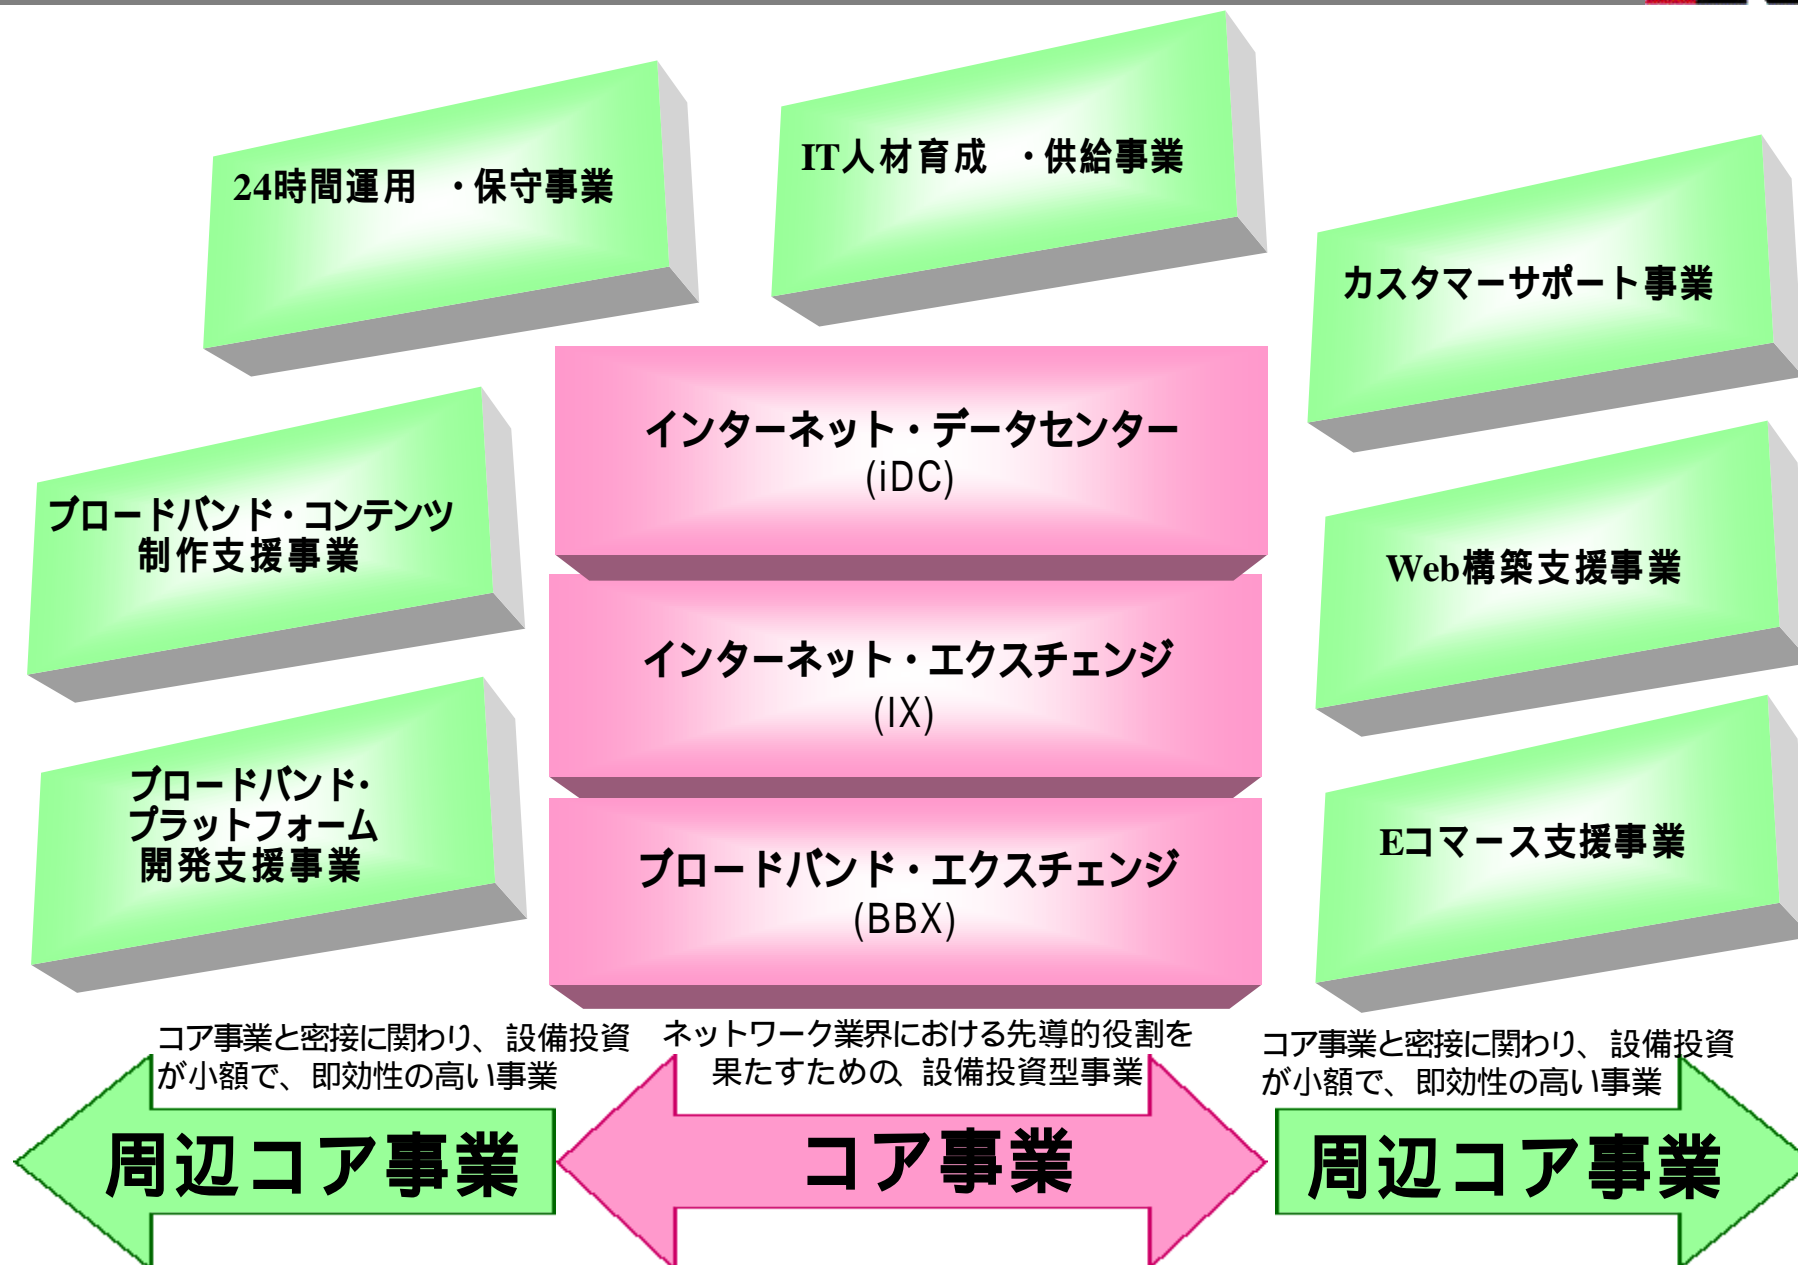 24時間運用 ・保守事業
IT人材育成 ・供給事業
カスタマーサポート事業
インターネット・データセンター
(iDC)
ブロードバンド・コンテンツ
制作支援事業
Web構築支援事業
インターネット・エクスチェンジ
(IX)
ブロードバンド・
プラットフォーム
開発支援事業
Eコマース支援事業
ブロードバンド・エクスチェンジ
(BBX)
コア事業と密接に関わり、設備投資
が小額で、即効性の高い事業
ネットワーク業界における先導的役割を
果たすための、設備投資型事業
コア事業と密接に関わり、設備投資
が小額で、即効性の高い事業
周辺コア事業
コア事業
周辺コア事業